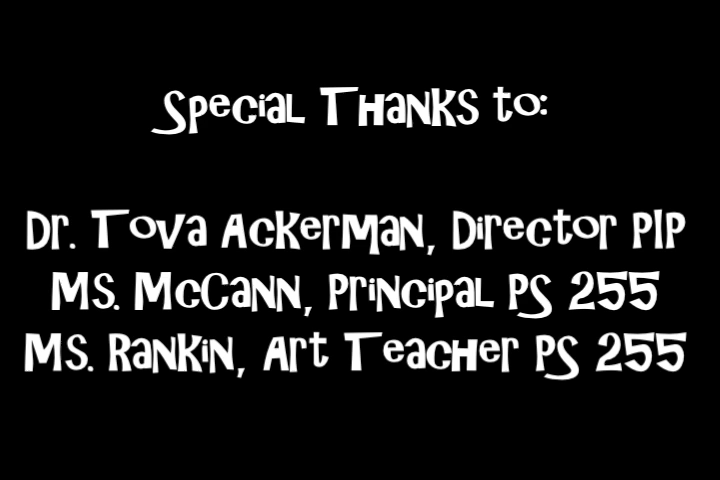 Special Thanks to:
Dr. Tova Ackerman, Director PIP
Ms. McCann, Principal PS 255
Ms. Rankin, Art Teacher PS 255